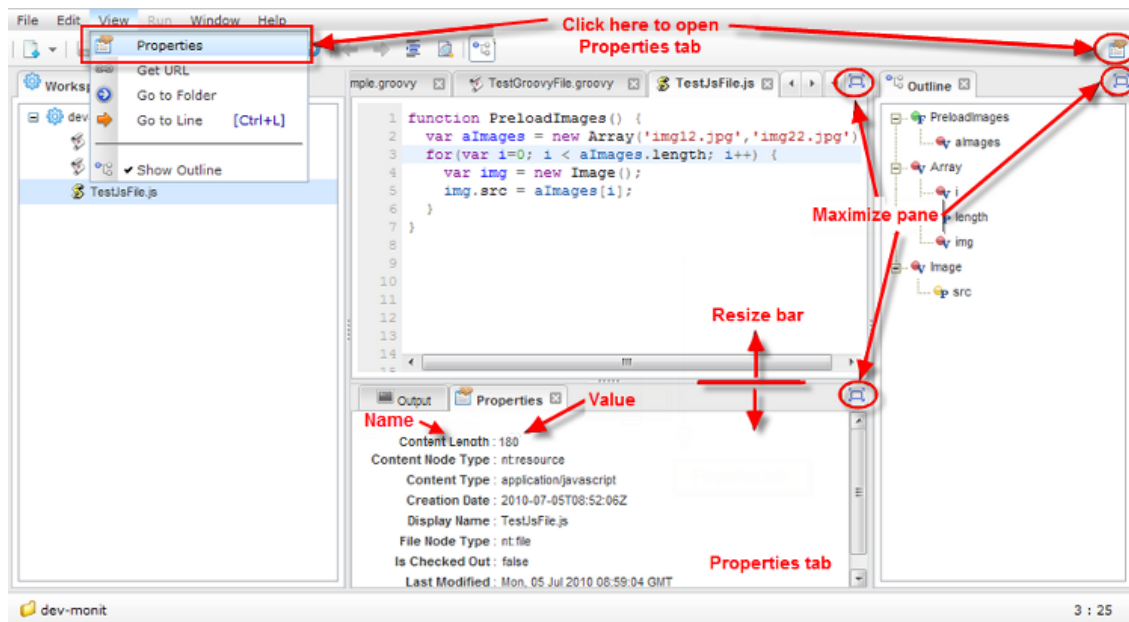 File Edit View Run Window Help
Click here to open
Properties tab
Properties
Get URL
Go to Folder
Go to Line [Ctrl+L]
Show Outline
Worksp
dev
TestJsFile.js
mple.groovy TestGroovyFile.groovy TestJsFile.js
1 function PreloadImages() {
2 var aImages = new Array('img12.jpg','img22.jpg')
3 for(var i=0; i < aImages.length; i++) {
4 var img = new Image();
5 img.src = aImages[i];
6 }
7 }
8
9
10
11
12
13
14
15
Outline
PreloadImages
aImages
Array
i
length
img
Image
src
Maximize pane
Resize bar
Output Properties
Value
Name
Content Length : 180
Content Node Type : nt:resource
Content Type : application/javascript
Creation Date : 2010-07-05T08:52:06Z
Display Name : TestJsFile.js
File Node Type : nt:file
Is Checked Out : false
Last Modified : Mon, 05 Jul 2010 08:59:04 GMT
Properties tab
dev-monit
3 : 25